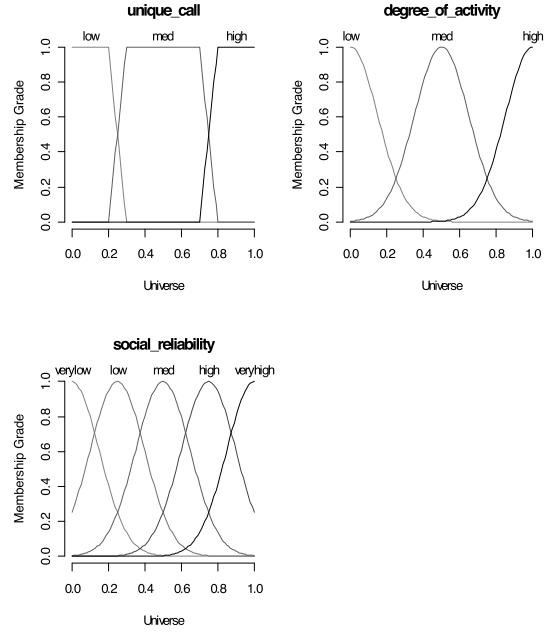 unique_call
low med high
1.0
0.8
0.6
0.4
0.2
0.0
Membership Grade
0.0 0.2 0.4 0.6 0.8 1.0
Universe
degree_of_activity
low med high
1.0
0.8
0.6
0.4
0.2
0.0
Membership Grade
0.0 0.2 0.4 0.6 0.8 1.0
Universe
social_reliability
verylow low med high veryhigh
1.0
0.8
0.6
0.4
0.2
0.0
Membership Grade
0.0 0.2 0.4 0.6 0.8 1.0
Universe